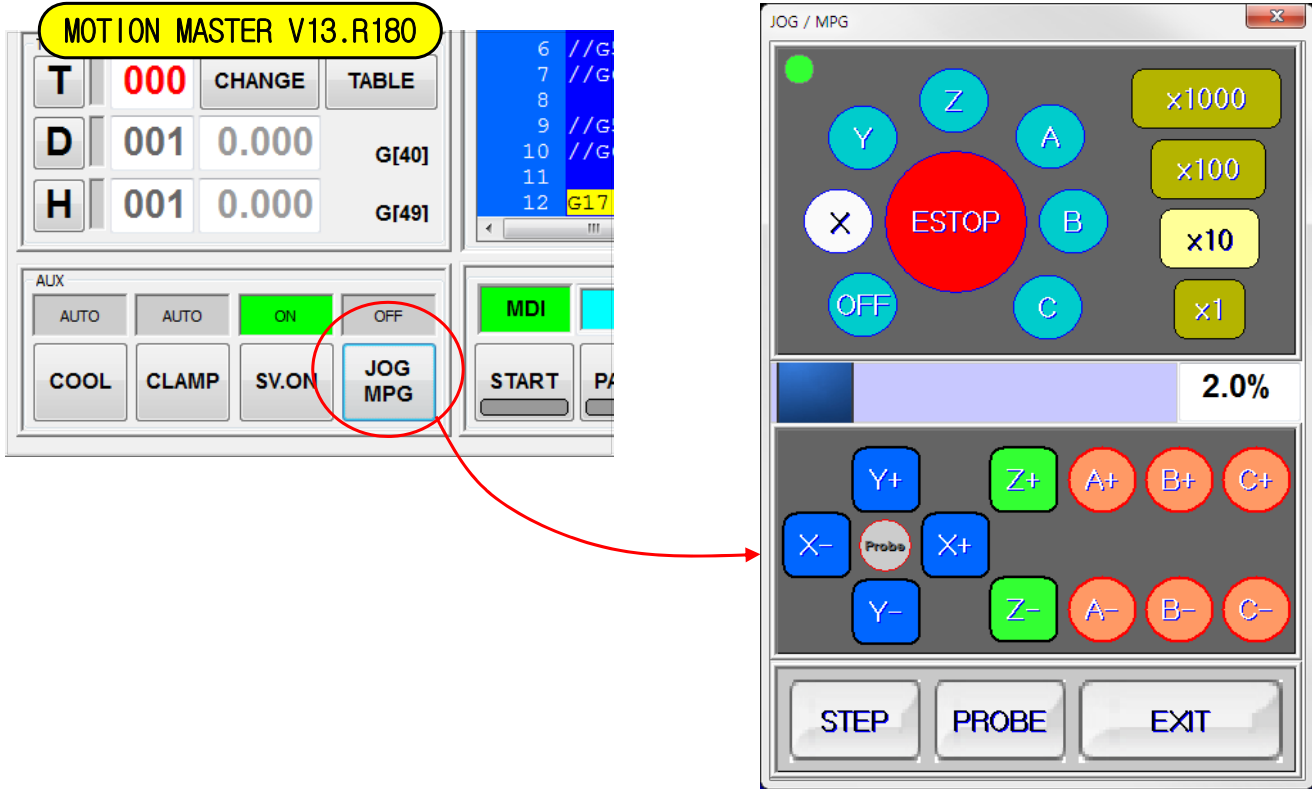 MOTION MASTER V13.R180
T 000 CHANGE TABLE
D 001 0.000 G[40]
H 001 0.000 G[49]
6 //G
7 //G
8
9 //G
10 //G
11
12 G17
AUX
AUTO AUTO ON OFF
COOL CLAMP SV.ON JOG MPG
MDI
START PA
JOG / MPG
Z
Y A
X ESTOP B
OFF C
x1000
x100
x10
x1
2.0%
Y+ Z+ A+ B+ C+
X- Probe X+
Y- Z- A- B- C-
STEP PROBE EXIT